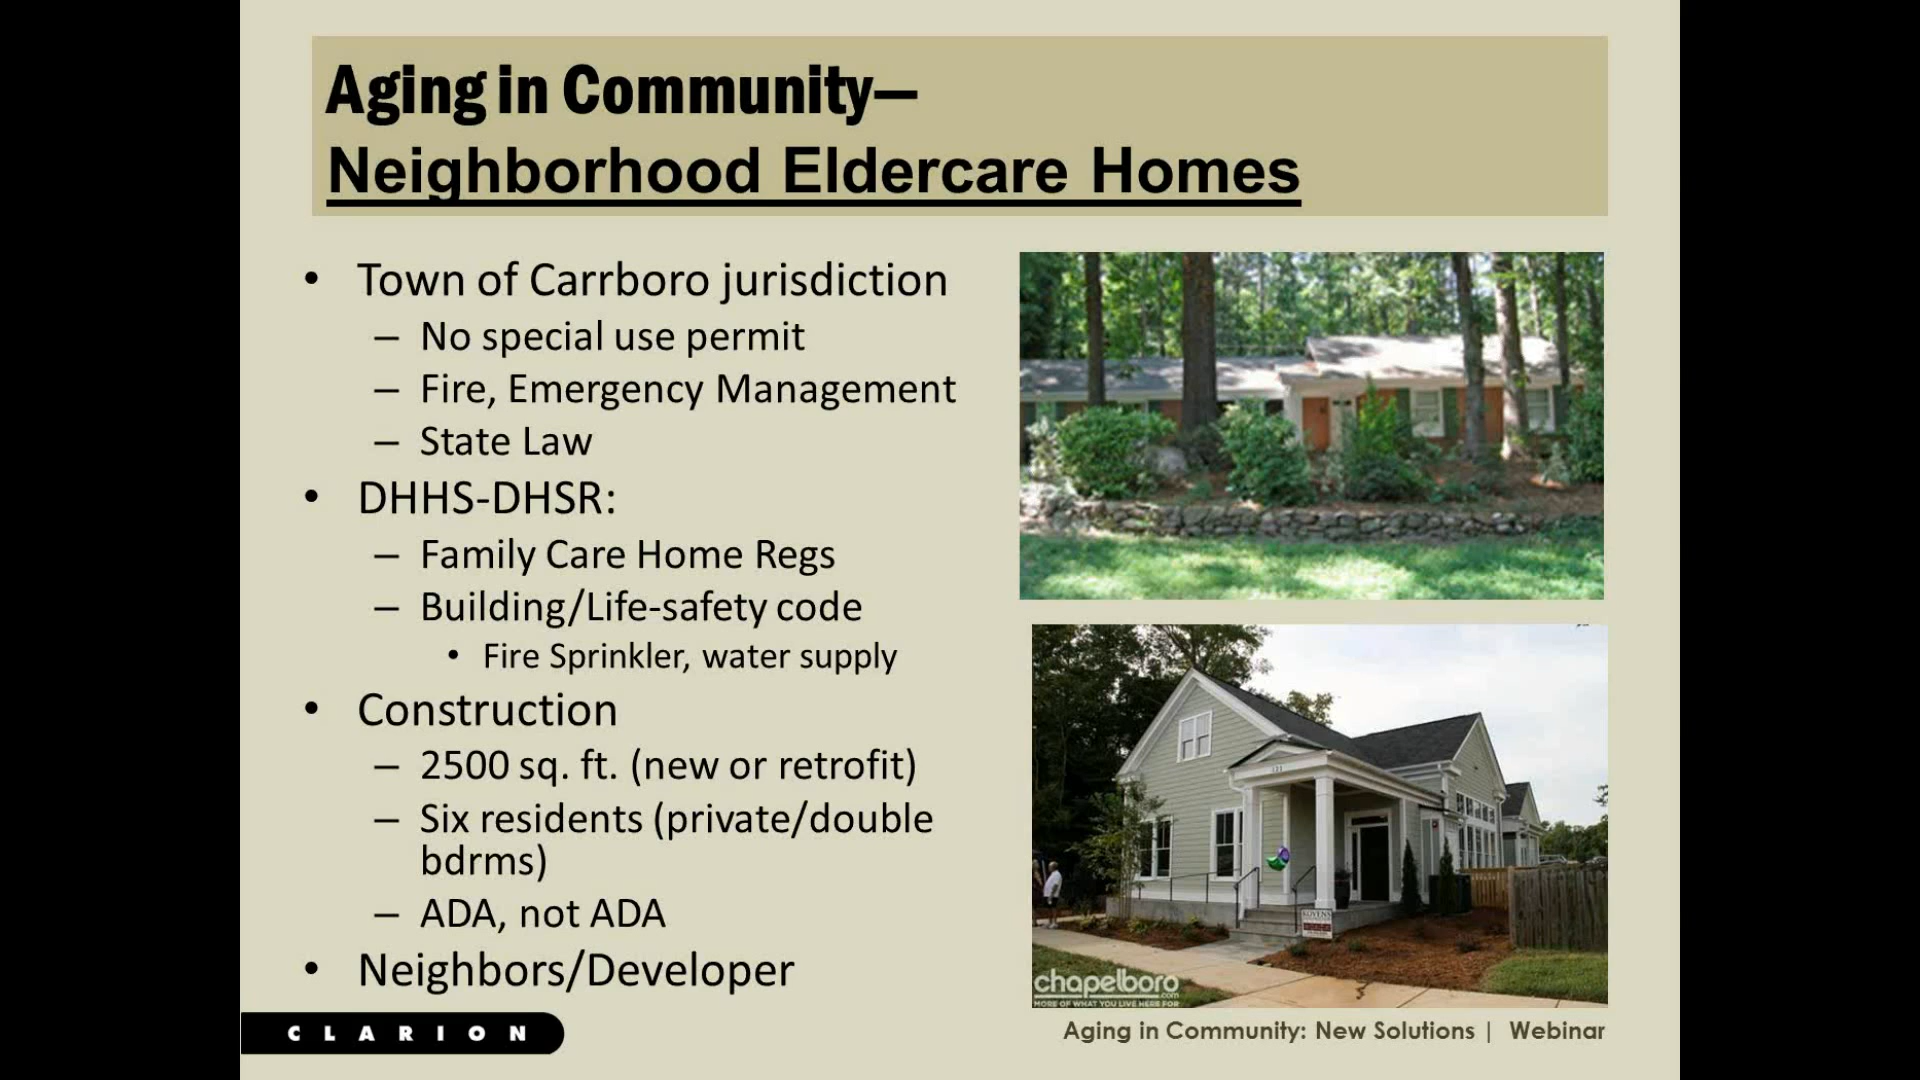 Aging in Community—
Neighborhood Eldercare Homes
• Town of Carrboro jurisdiction
– No special use permit
– Fire, Emergency Management
– State Law
• DHHS-DHSR:
– Family Care Home Regs
– Building/Life-safety code
• Fire Sprinkler, water supply
• Construction
– 2500 sq. ft. (new or retrofit)
– Six residents (private/double
bdrms)
– ADA, not ADA
• Neighbors/Developer
chapelboro
.com
MORE OF WHAT YOU LIVE HERE FOR
CLARION
Aging in Community: New Solutions | Webinar